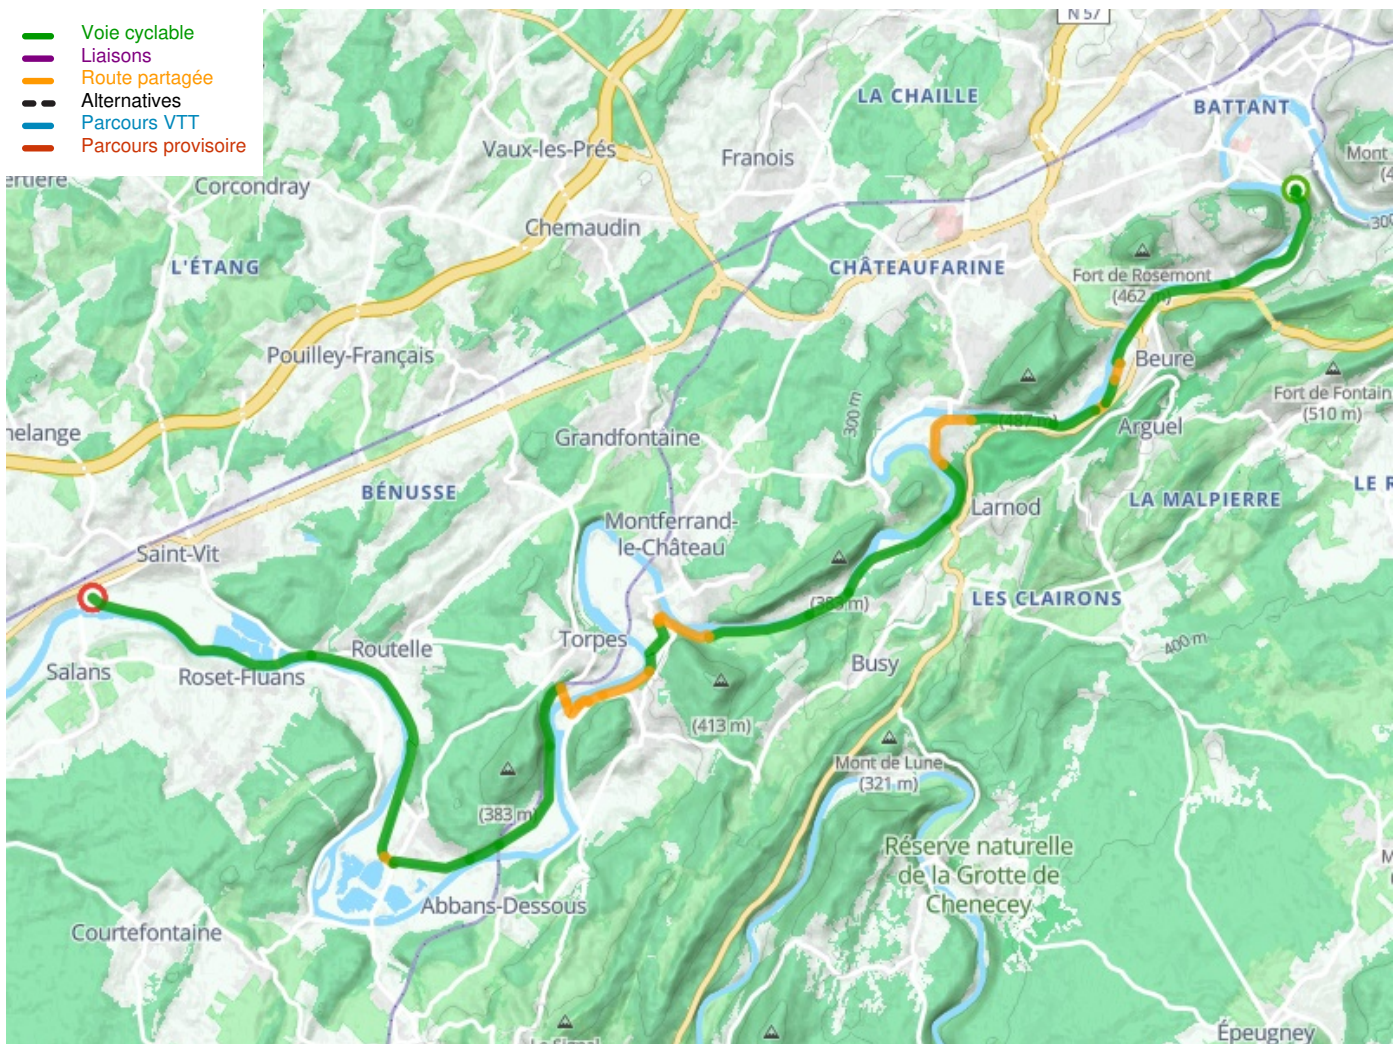 Voie cyclable
Liaisons
Route partagée
Alternatives
Parcours VTT
Parcours provisoire
N 57
LA CHAILLE
BATTANT
Vaux-les-Prés
Franois
Mont
Corcondray
Chemaudin
L'ÉTANG
CHÂTEAUFARINE
Fort de Rosemont
(462 m)
Pouilley-Français
Beure
Fort de Fontain
(510 m)
300 m
Arguel
Grandfontaine
BÉNUSSE
LA MALPIERRE
LE R
Larnod
Montferrand-
le-Château
Saint-Vit
LES CLAIRONS
400 m
Torpes
Routelle
Busy
Salans
Roset-Fluans
(413 m)
Mont de Lune
(321 m)
(383 m)
Réserve naturelle
de la Grotte de
Chenecey
Abbans-Dessous
Courtefontaine
Épeugney